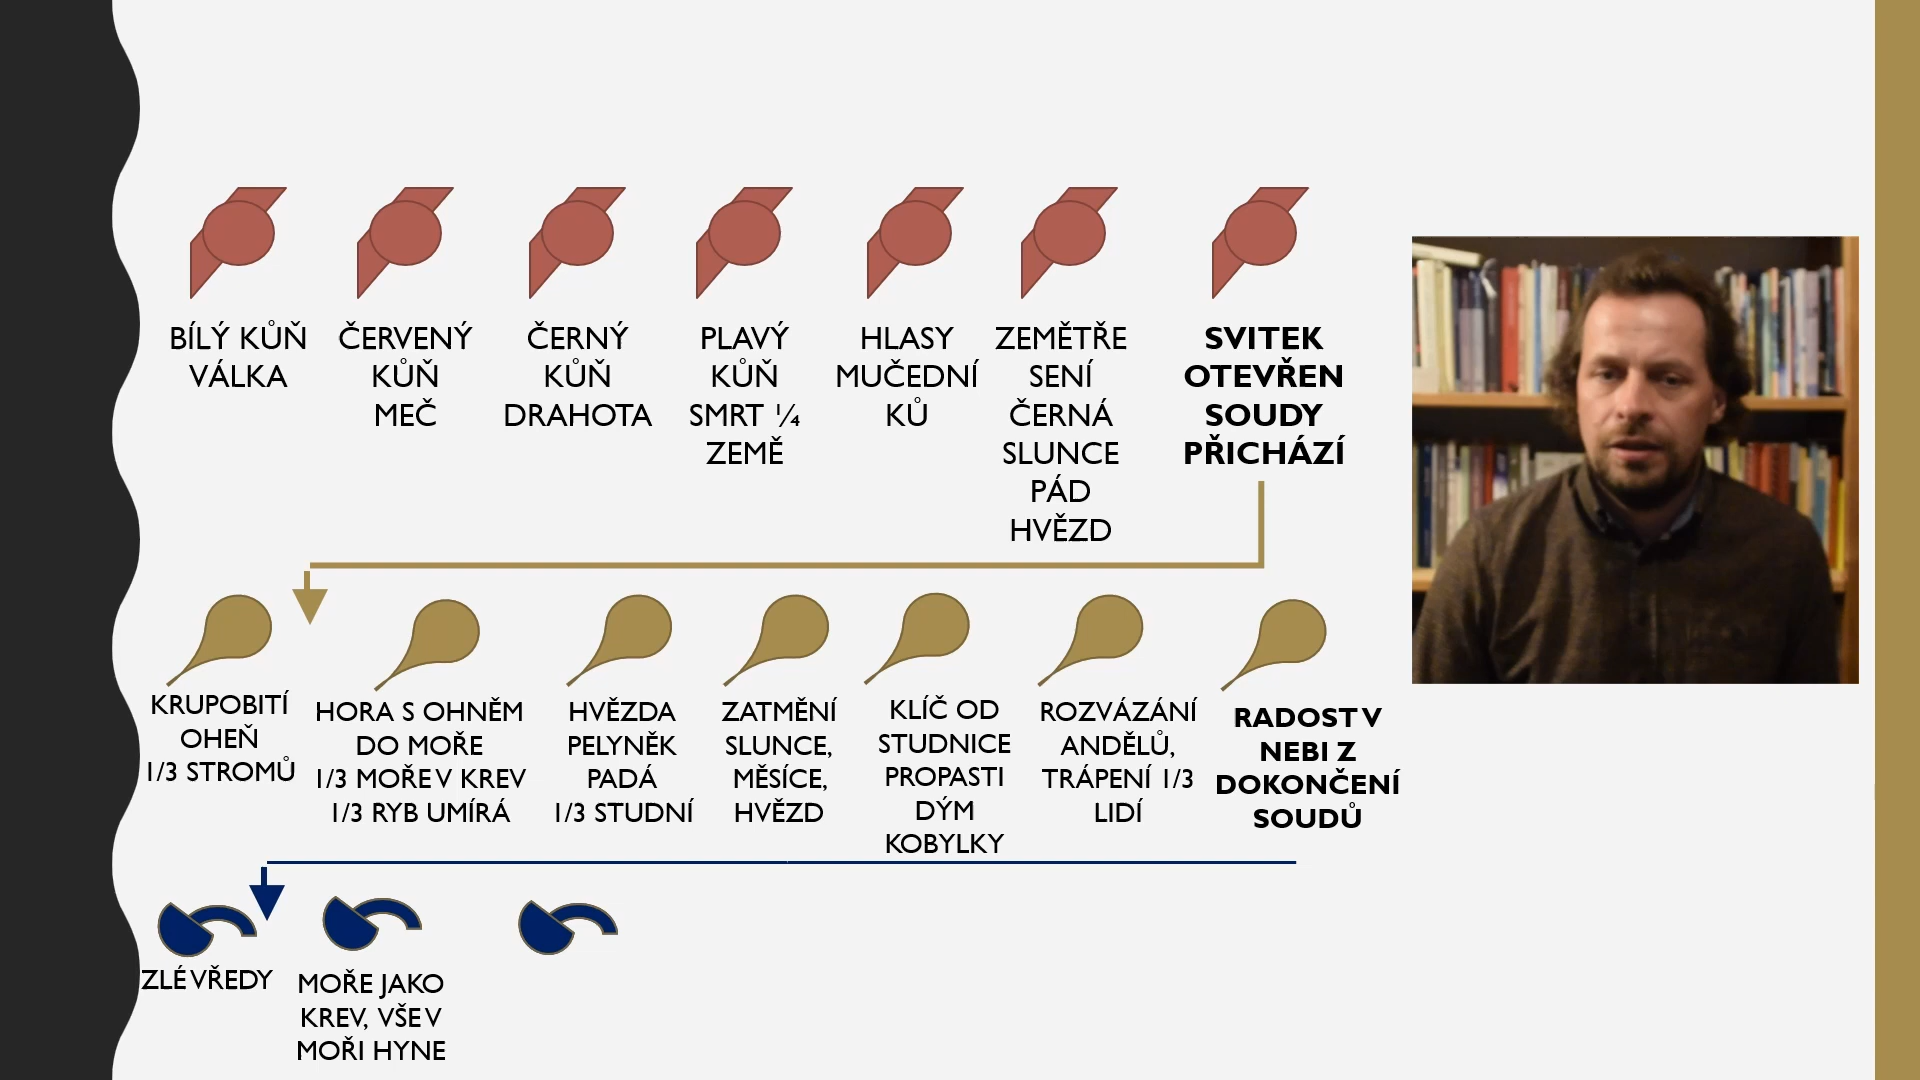 BÍLÝ KŮŇ
VÁLKA
ČERVENÝ
KŮŇ
MEČ
ČERNÝ
KŮŇ
DRAHOTA
PLAVÝ
KŮŇ
SMRT ¼
ZEMĚ
HLASY
MUČEDNÍ
KŮ
ZEMĚTŘE
SENÍ
ČERNÁ
SLUNCE
PÁD
HVĚZD
SVITEK
OTEVŘEN
SOUDY
PŘICHÁZÍ
KRUPOBITÍ
OHEŇ
1/3 STROMŮ
HORA S OHNĚM
DO MOŘE
1/3 MOŘE V KREV
1/3 RYB UMÍRÁ
HVĚZDA
PELYNĚK
PADÁ
1/3 STUDNÍ
ZATMĚNÍ
SLUNCE,
MĚSÍCE,
HVĚZD
KLÍČ OD
STUDNICE
PROPASTI
DÝM
KOBYLKY
ROZVÁZÁNÍ
ANDĚLŮ,
TRÁPENÍ 1/3
LIDÍ
RADOST V
NEBI Z
DOKONČENÍ
SOUDŮ
ZLÉ VŘEDY
MOŘE JAKO
KREV, VŠE V
MOŘI HYNE